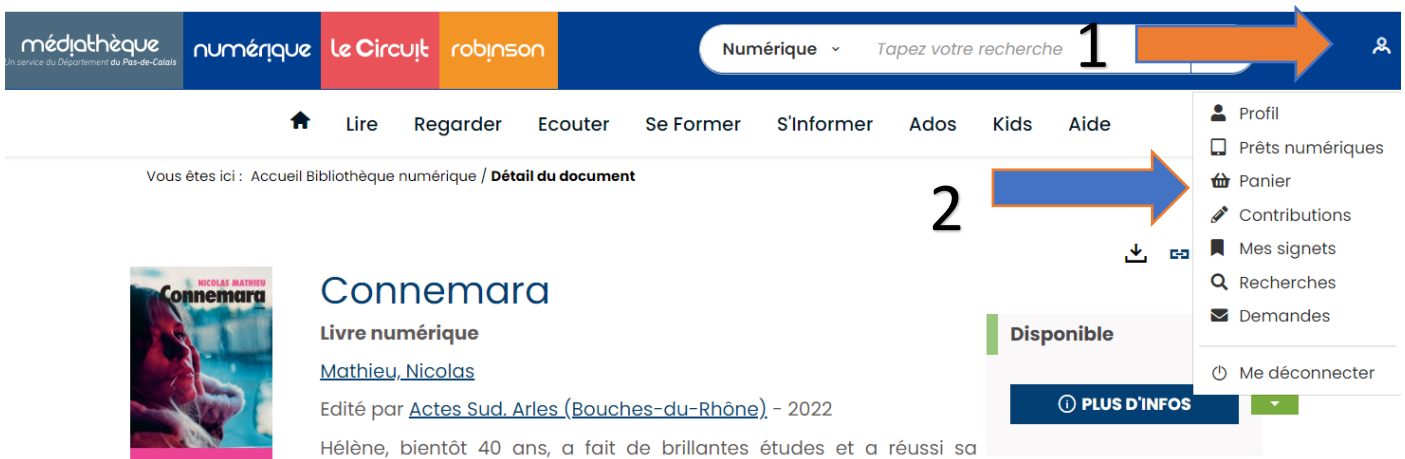 médiathèque
Un service du Département du Pas-de-Calais
numérique
le Circuit
robinson
Numérique
Tapez votre recherche
1
Lire Regarder Ecouter Se Former S'Informer Ados Kids Aide
Profil
Prêts numériques
Panier
Contributions
Mes signets
Recherches
Demandes
Me déconnecter
Vous êtes ici : Accueil Bibliothèque numérique / Détail du document
2
NICOLAS MATHIEU
Connemara
Connemara
Livre numérique
Mathieu, Nicolas
Edité par Actes Sud. Arles (Bouches-du-Rhône) - 2022
Hélène, bientôt 40 ans, a fait de brillantes études et a réussi sa
Disponible
PLUS D'INFOS